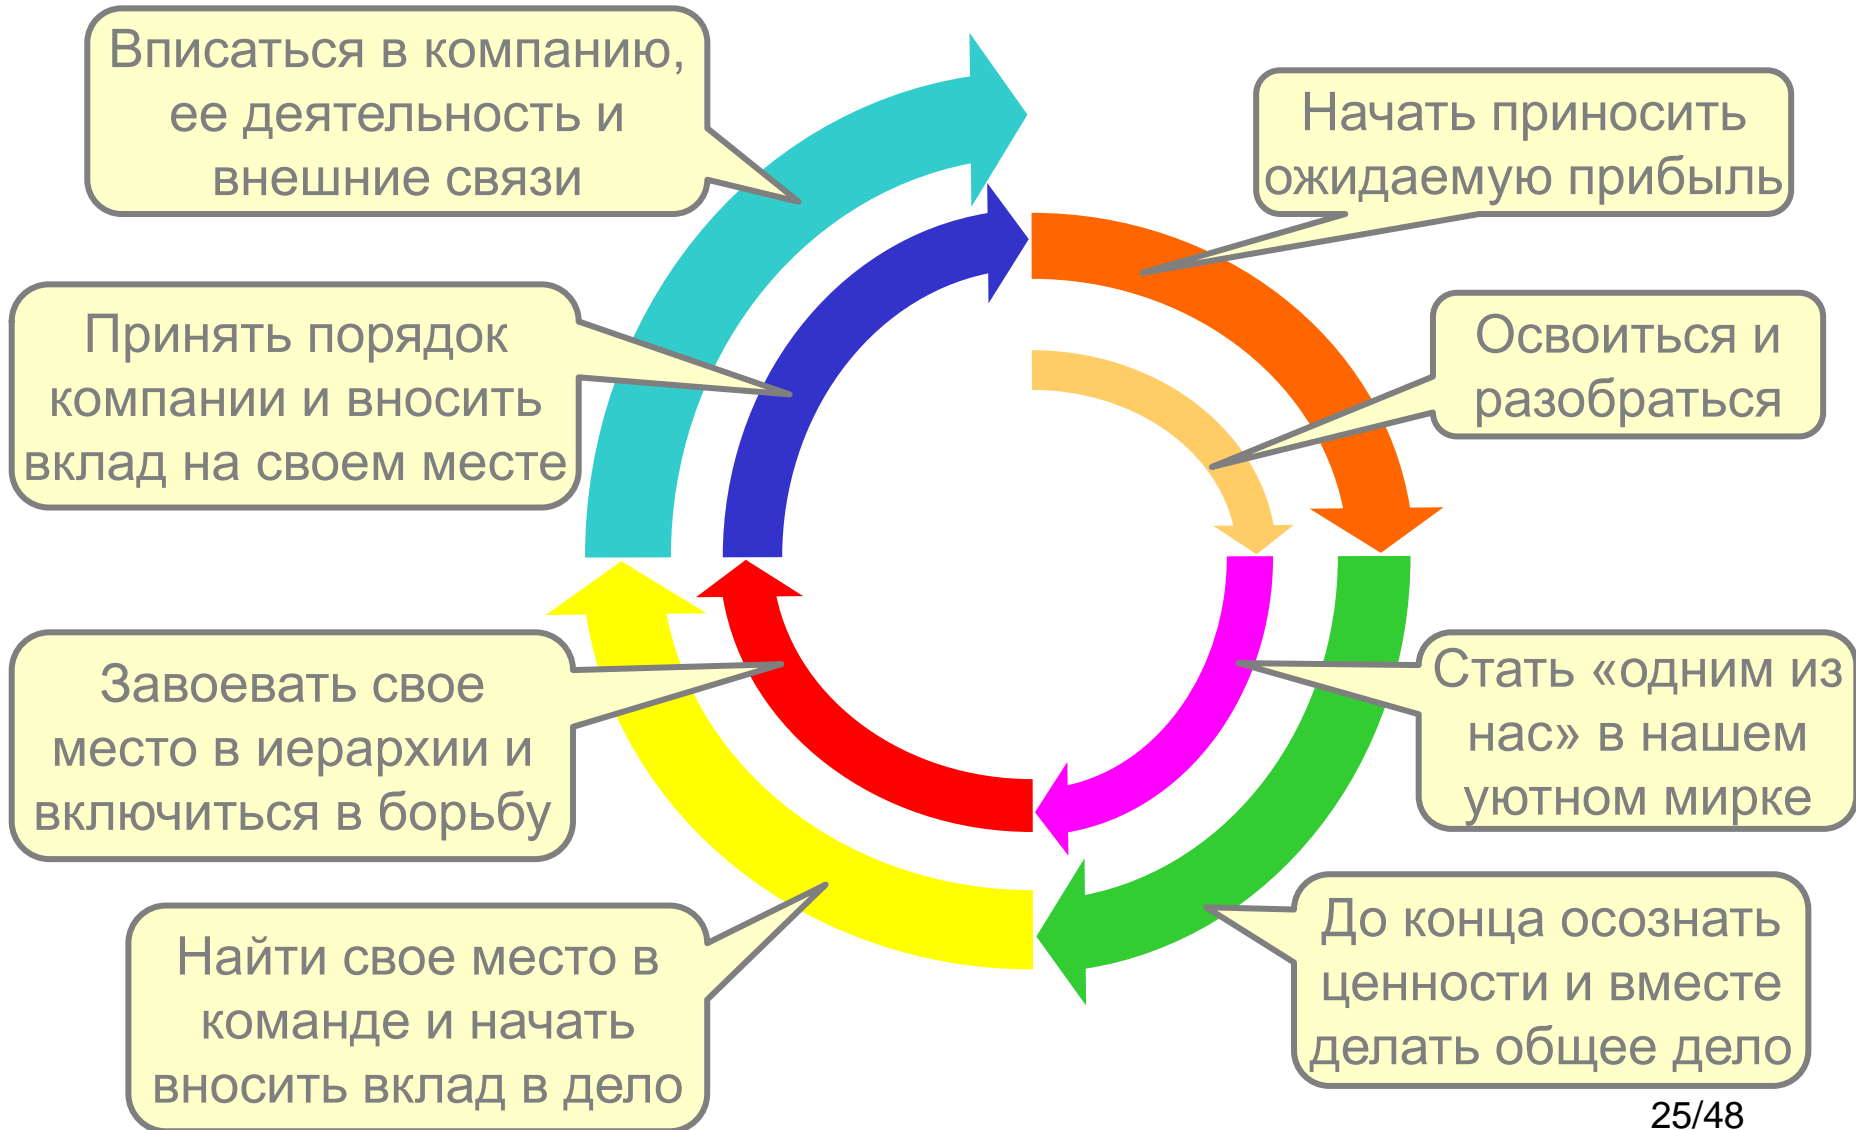 Вписаться в компанию,
ее деятельность и
внешние связи
Начать приносить
ожидаемую прибыль
Принять порядок
компании и вносить
вклад на своем месте
Освоиться и
разобраться
Завоевать свое
место в иерархии и
включиться в борьбу
Стать «одним из
нас» в нашем
уютном мирке
Найти свое место в
команде и начать
вносить вклад в дело
До конца осознать
ценности и вместе
делать общее дело
25/48